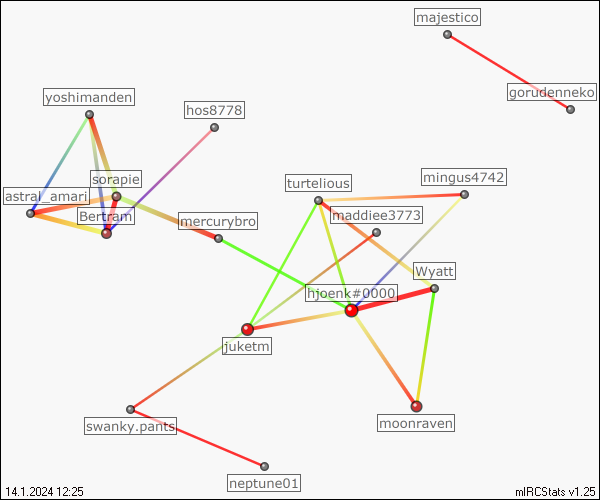 majestico
gorudenneko
yoshimanden
hos8778
sorapie
turtelious
mingus4742
astral_amari
Bertram
mercurybro
maddiee3773
Wyatt
hjoenk#0000
juketm
swanky.pants
moonraven
neptune01
14.1.2024 12:25
mIRCStats v1.25